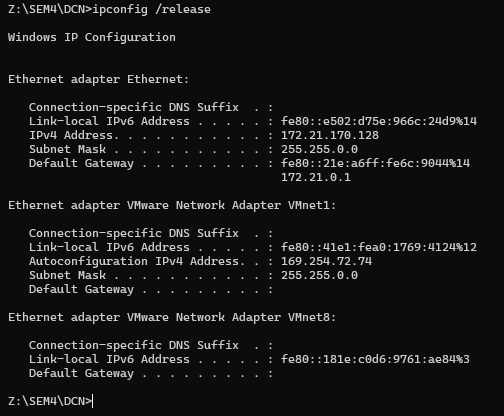 Z:\SEM4\DCN>ipconfig /release
Windows IP Configuration
Ethernet adapter Ethernet:
Connection-specific DNS Suffix  . :
Link-local IPv6 Address . . . . . : fe80::e502:d75e:966c:24d9%14
IPv4 Address. . . . . . . . . . . : 172.21.170.128
Subnet Mask . . . . . . . . . . . : 255.255.0.0
Default Gateway . . . . . . . . . : fe80::21e:a6ff:fe6c:9044%14
172.21.0.1
Ethernet adapter VMware Network Adapter VMnet1:
Connection-specific DNS Suffix  . :
Link-local IPv6 Address . . . . . : fe80::41e1:fea0:1769:4124%12
Autoconfiguration IPv4 Address. . : 169.254.72.74
Subnet Mask . . . . . . . . . . . : 255.255.0.0
Default Gateway . . . . . . . . . :
Ethernet adapter VMware Network Adapter VMnet8:
Connection-specific DNS Suffix  . :
Link-local IPv6 Address . . . . . : fe80::181e:c0d6:9761:ae84%3
Default Gateway . . . . . . . . . :
Z:\SEM4\DCN>